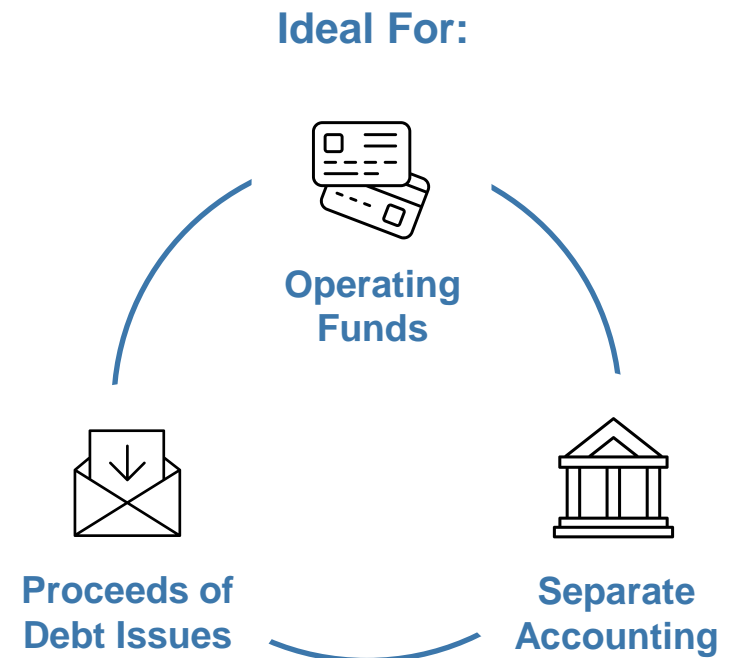 Ideal For:
Operating
Funds
Proceeds of
Debt Issues
Separate
Accounting